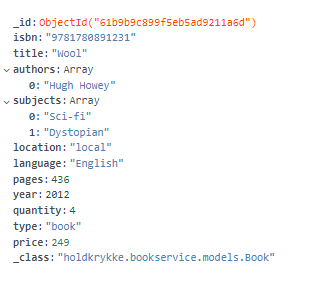 _id: ObjectId("61b9b9c899f5eb5ad9211a6d")
isbn: "9781780891231"
title: "Wool"
authors: Array
0: "Hugh Howey"
subjects: Array
0: "Sci-fi"
1: "Dystopian"
location: "local"
language: "English"
pages: 436
year: 2012
quantity: 4
type: "book"
price: 249
_class: "holdkrykke.bookservice.models.Book"